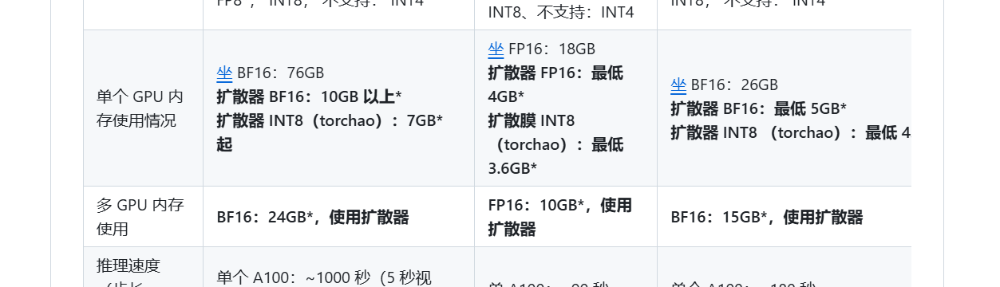 FP8*， INT8， 不支持： INT4
INT8、不支持：INT4
INT8， 不支持： INT4
单个 GPU 内
存使用情况
坐 BF16：76GB
扩散器 BF16：10GB 以上*
扩散器 INT8（torchao）：7GB*
起
坐 FP16：18GB
扩散器 FP16：最低
4GB*
扩散膜 INT8
（torchao）：最低
3.6GB*
坐 BF16：26GB
扩散器 BF16：最低 5GB*
扩散器 INT8 （torchao）：最低 4
多 GPU 内存
使用
BF16：24GB*，使用扩散器
FP16：10GB*，使用
扩散器
BF16：15GB*，使用扩散器
推理速度
（步长
单个 A100：~1000 秒（5 秒视
单 A100：~90 秒
单 A100：~180 秒